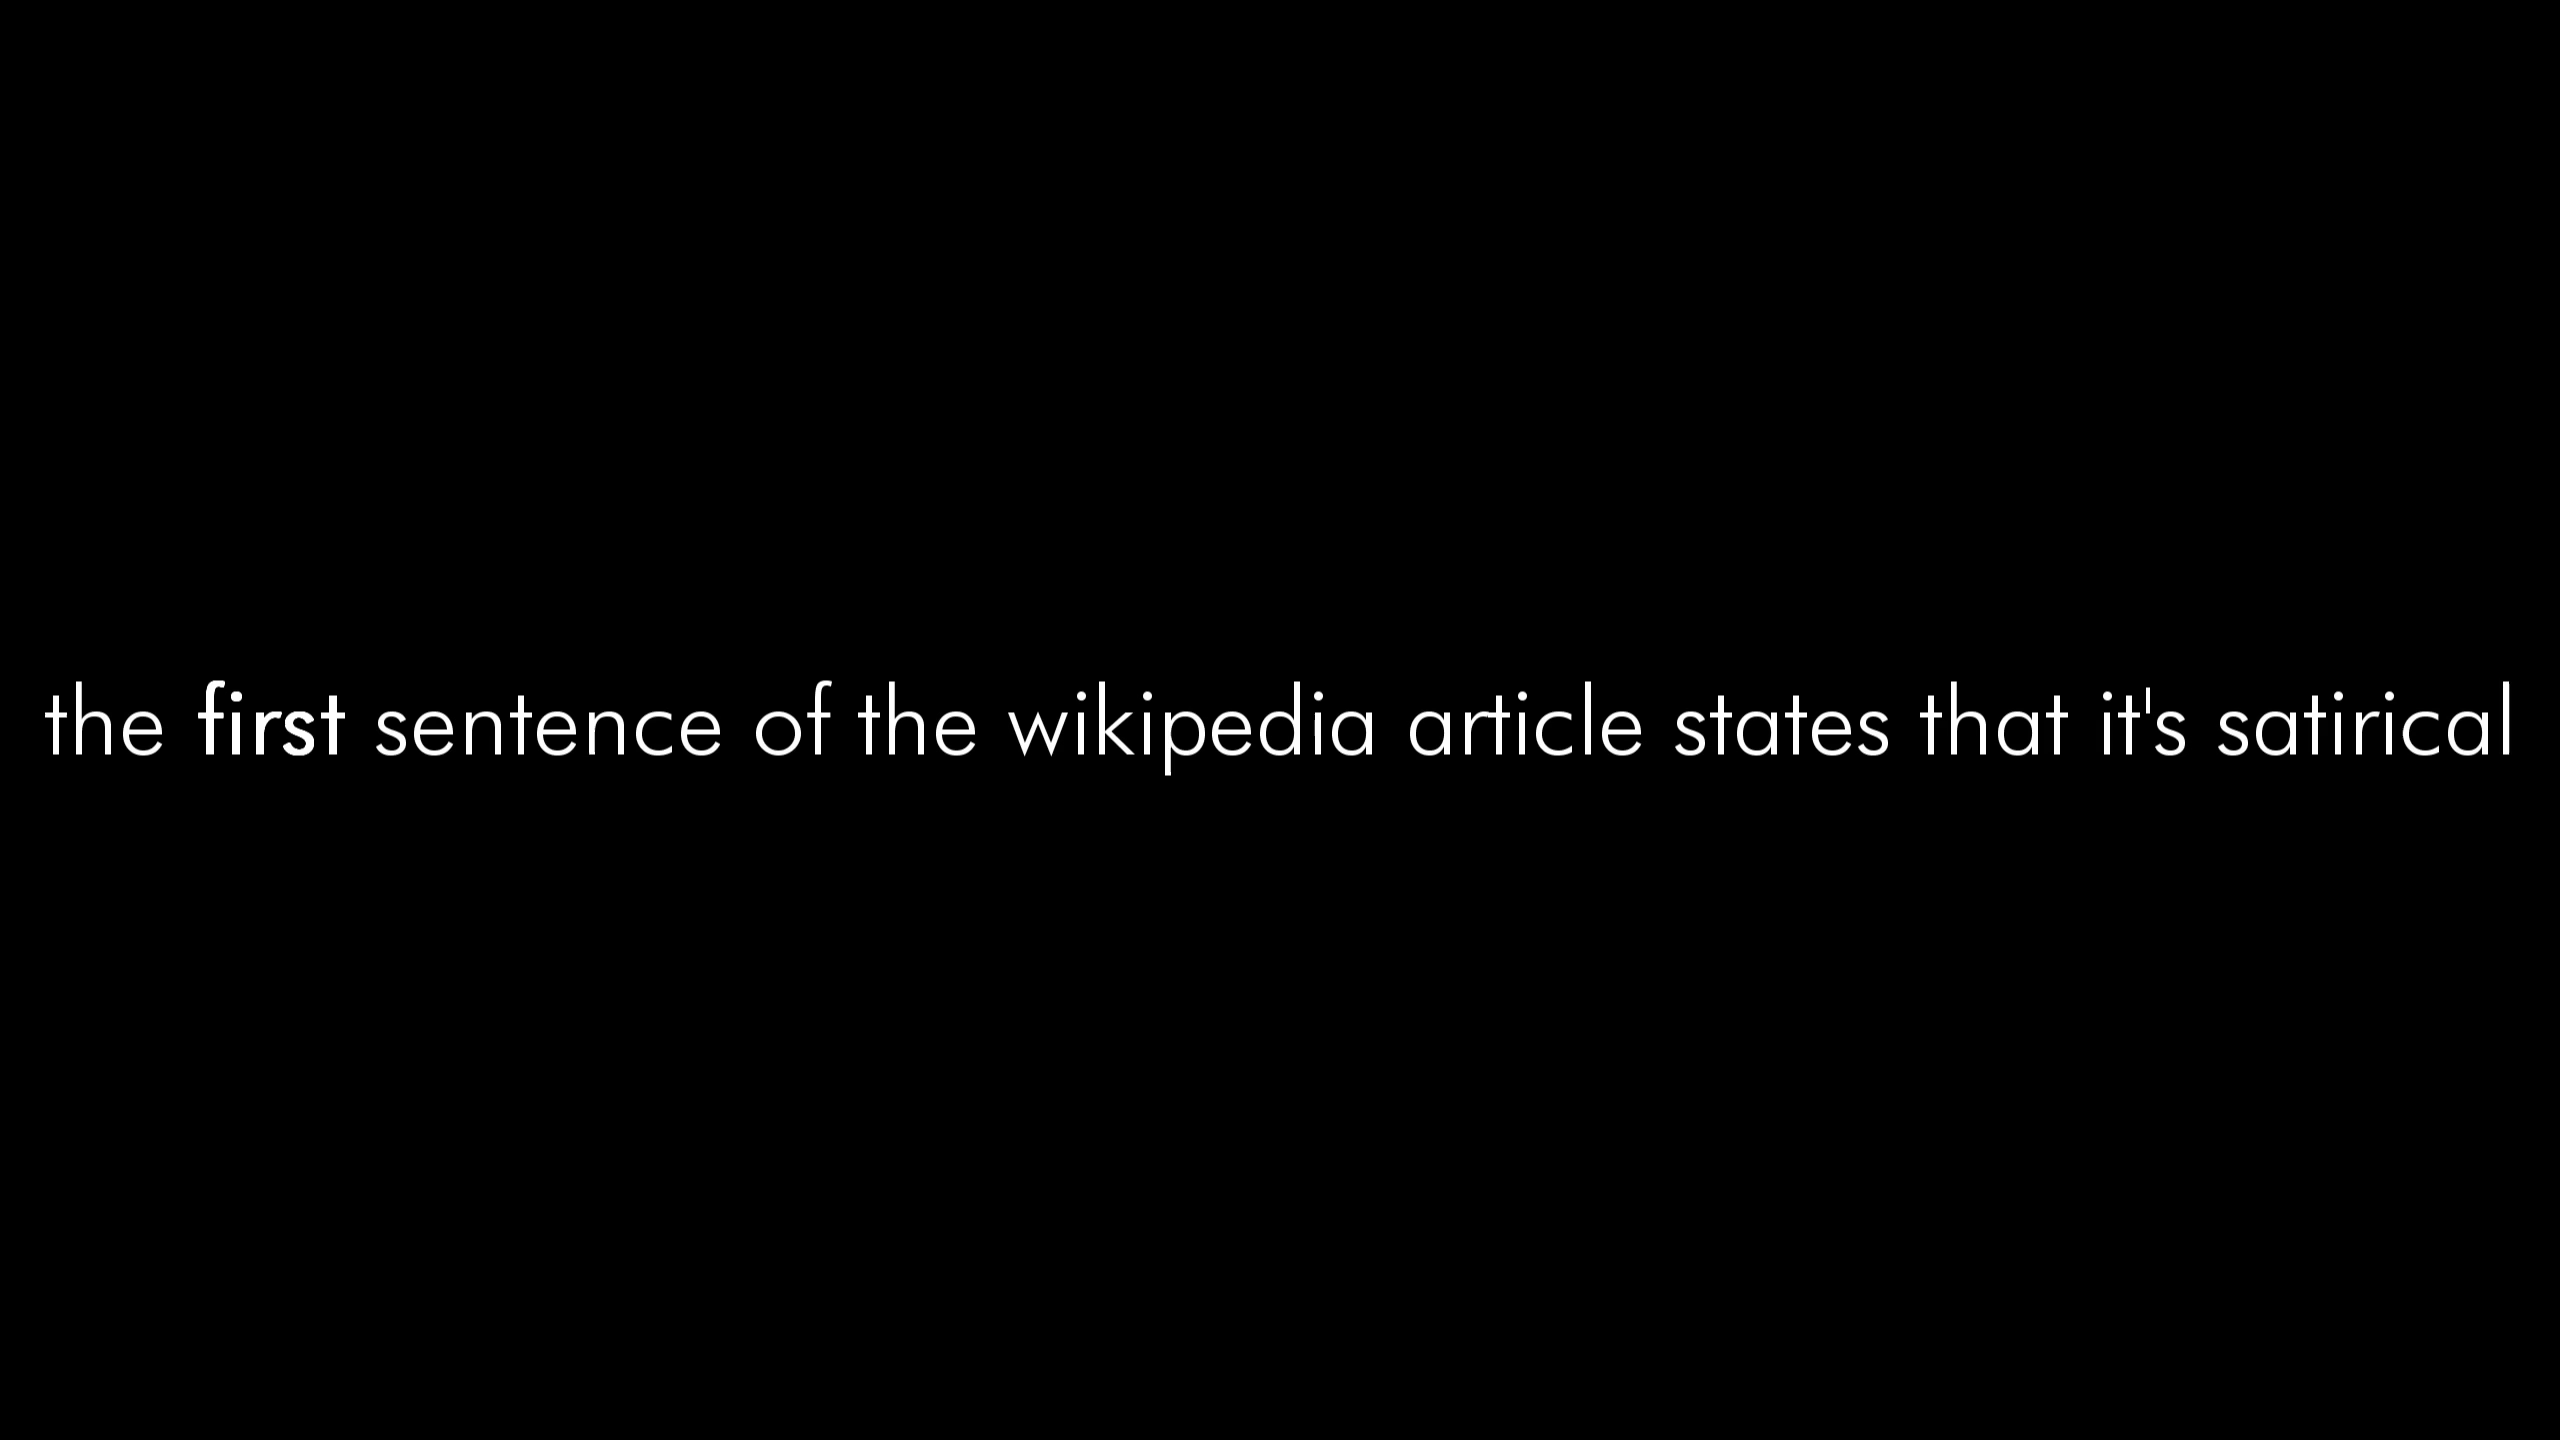 the first sentence of the wikipedia article states that it's satirical